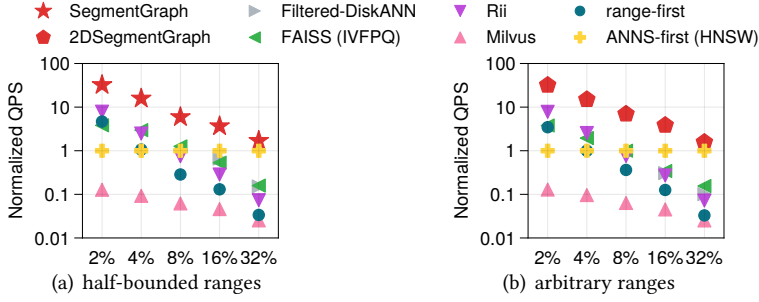 SegmentGraph Filtered-DiskANN Rii range-first
2DSegmentGraph FAISS (IVFPQ) Milvus ANNS-first (HNSW)
Normalized QPS
100
10
1
0.1
0.01
2% 4% 8% 16% 32%
(a) half-bounded ranges
Normalized QPS
100
10
1
0.1
0.01
2% 4% 8% 16% 32%
(b) arbitrary ranges